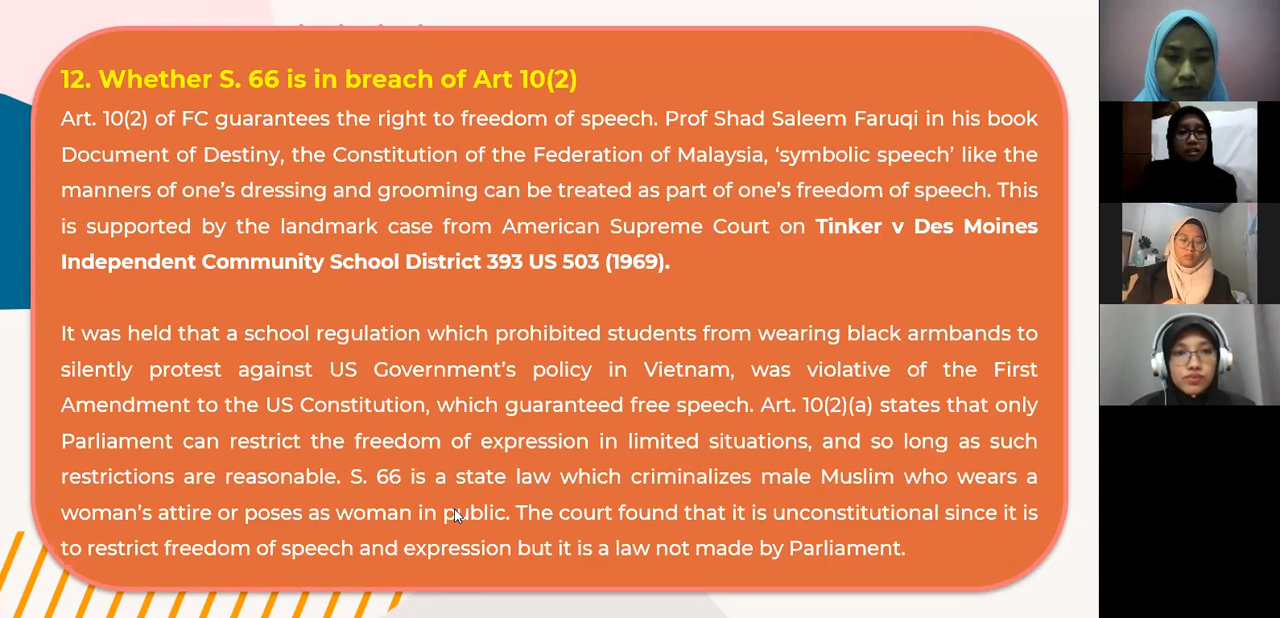 12. Whether S. 66 is in breach of Art 10(2)
Art. 10(2) of FC guarantees the right to freedom of speech. Prof Shad Saleem Faruqi in his book
Document of Destiny, the Constitution of the Federation of Malaysia, ‘symbolic speech’ like the
manners of one’s dressing and grooming can be treated as part of one’s freedom of speech. This
is supported by the landmark case from American Supreme Court on Tinker v Des Moines
Independent Community School District 393 US 503 (1969).
It was held that a school regulation which prohibited students from wearing black armbands to
silently protest against US Government’s policy in Vietnam, was violative of the First
Amendment to the US Constitution, which guaranteed free speech. Art. 10(2)(a) states that only
Parliament can restrict the freedom of expression in limited situations, and so long as such
restrictions are reasonable. S. 66 is a state law which criminalizes male Muslim who wears a
woman’s attire or poses as woman in public. The court found that it is unconstitutional since it is
to restrict freedom of speech and expression but it is a law not made by Parliament.